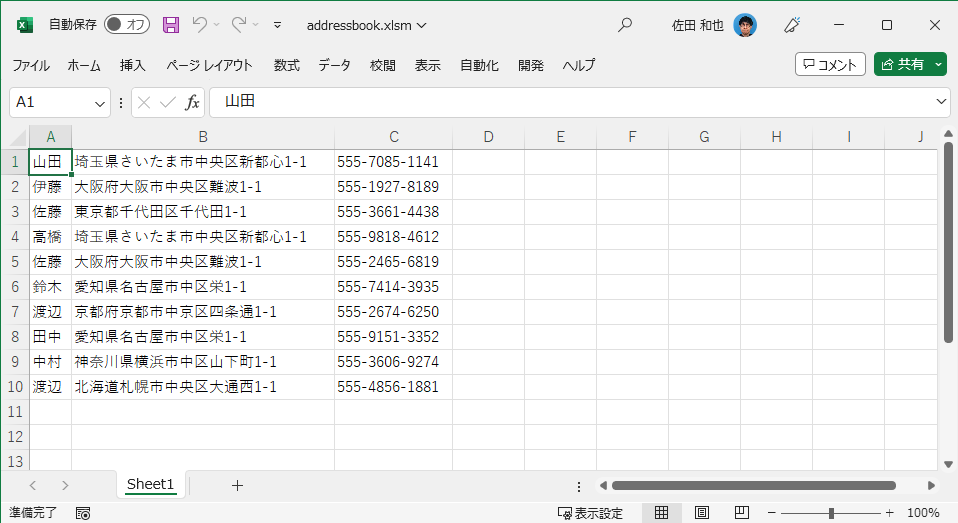 自動保存 オフ addressbook.xlsm 佐田 和也
ファイル ホーム 挿入 ページ レイアウト 数式 データ 校閲 表示 自動化 開発 ヘルプ コメント 共有
A1 fx 山田
A B C D E F G H I J
1 山田 埼玉県さいたま市中央区新都心1-1 555-7085-1141
2 伊藤 大阪府大阪市中央区難波1-1 555-1927-8189
3 佐藤 東京都千代田区千代田1-1 555-3661-4438
4 高橋 埼玉県さいたま市中央区新都心1-1 555-9818-4612
5 佐藤 大阪府大阪市中央区難波1-1 555-2465-6819
6 鈴木 愛知県名古屋市中区栄1-1 555-7414-3935
7 渡辺 京都府京都市中京区四条通1-1 555-2674-6250
8 田中 愛知県名古屋市中区栄1-1 555-9151-3352
9 中村 神奈川県横浜市中区山下町1-1 555-3606-9274
10 渡辺 北海道札幌市中央区大通西1-1 555-4856-1881
11
12
13
Sheet1
準備完了 表示設定 100%